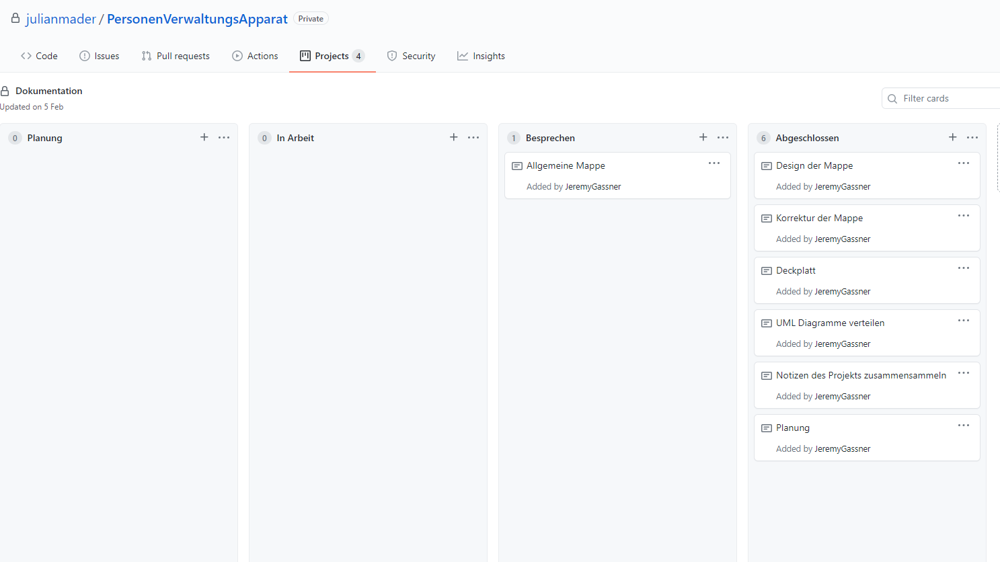 julianmader / PersonenVerwaltungsApparat Private
Code Issues Pull requests Actions Projects 4 Security Insights
Dokumentation
Updated on 5 Feb
Filter cards
0 Planung
0 In Arbeit
1 Besprechen
Allgemeine Mappe
Added by JeremyGassner
6 Abgeschlossen
Design der Mappe
Added by JeremyGassner
Korrektur der Mappe
Added by JeremyGassner
Deckplatt
Added by JeremyGassner
UML Diagramme verteilen
Added by JeremyGassner
Notizen des Projekts zusammensammeln
Added by JeremyGassner
Planung
Added by JeremyGassner